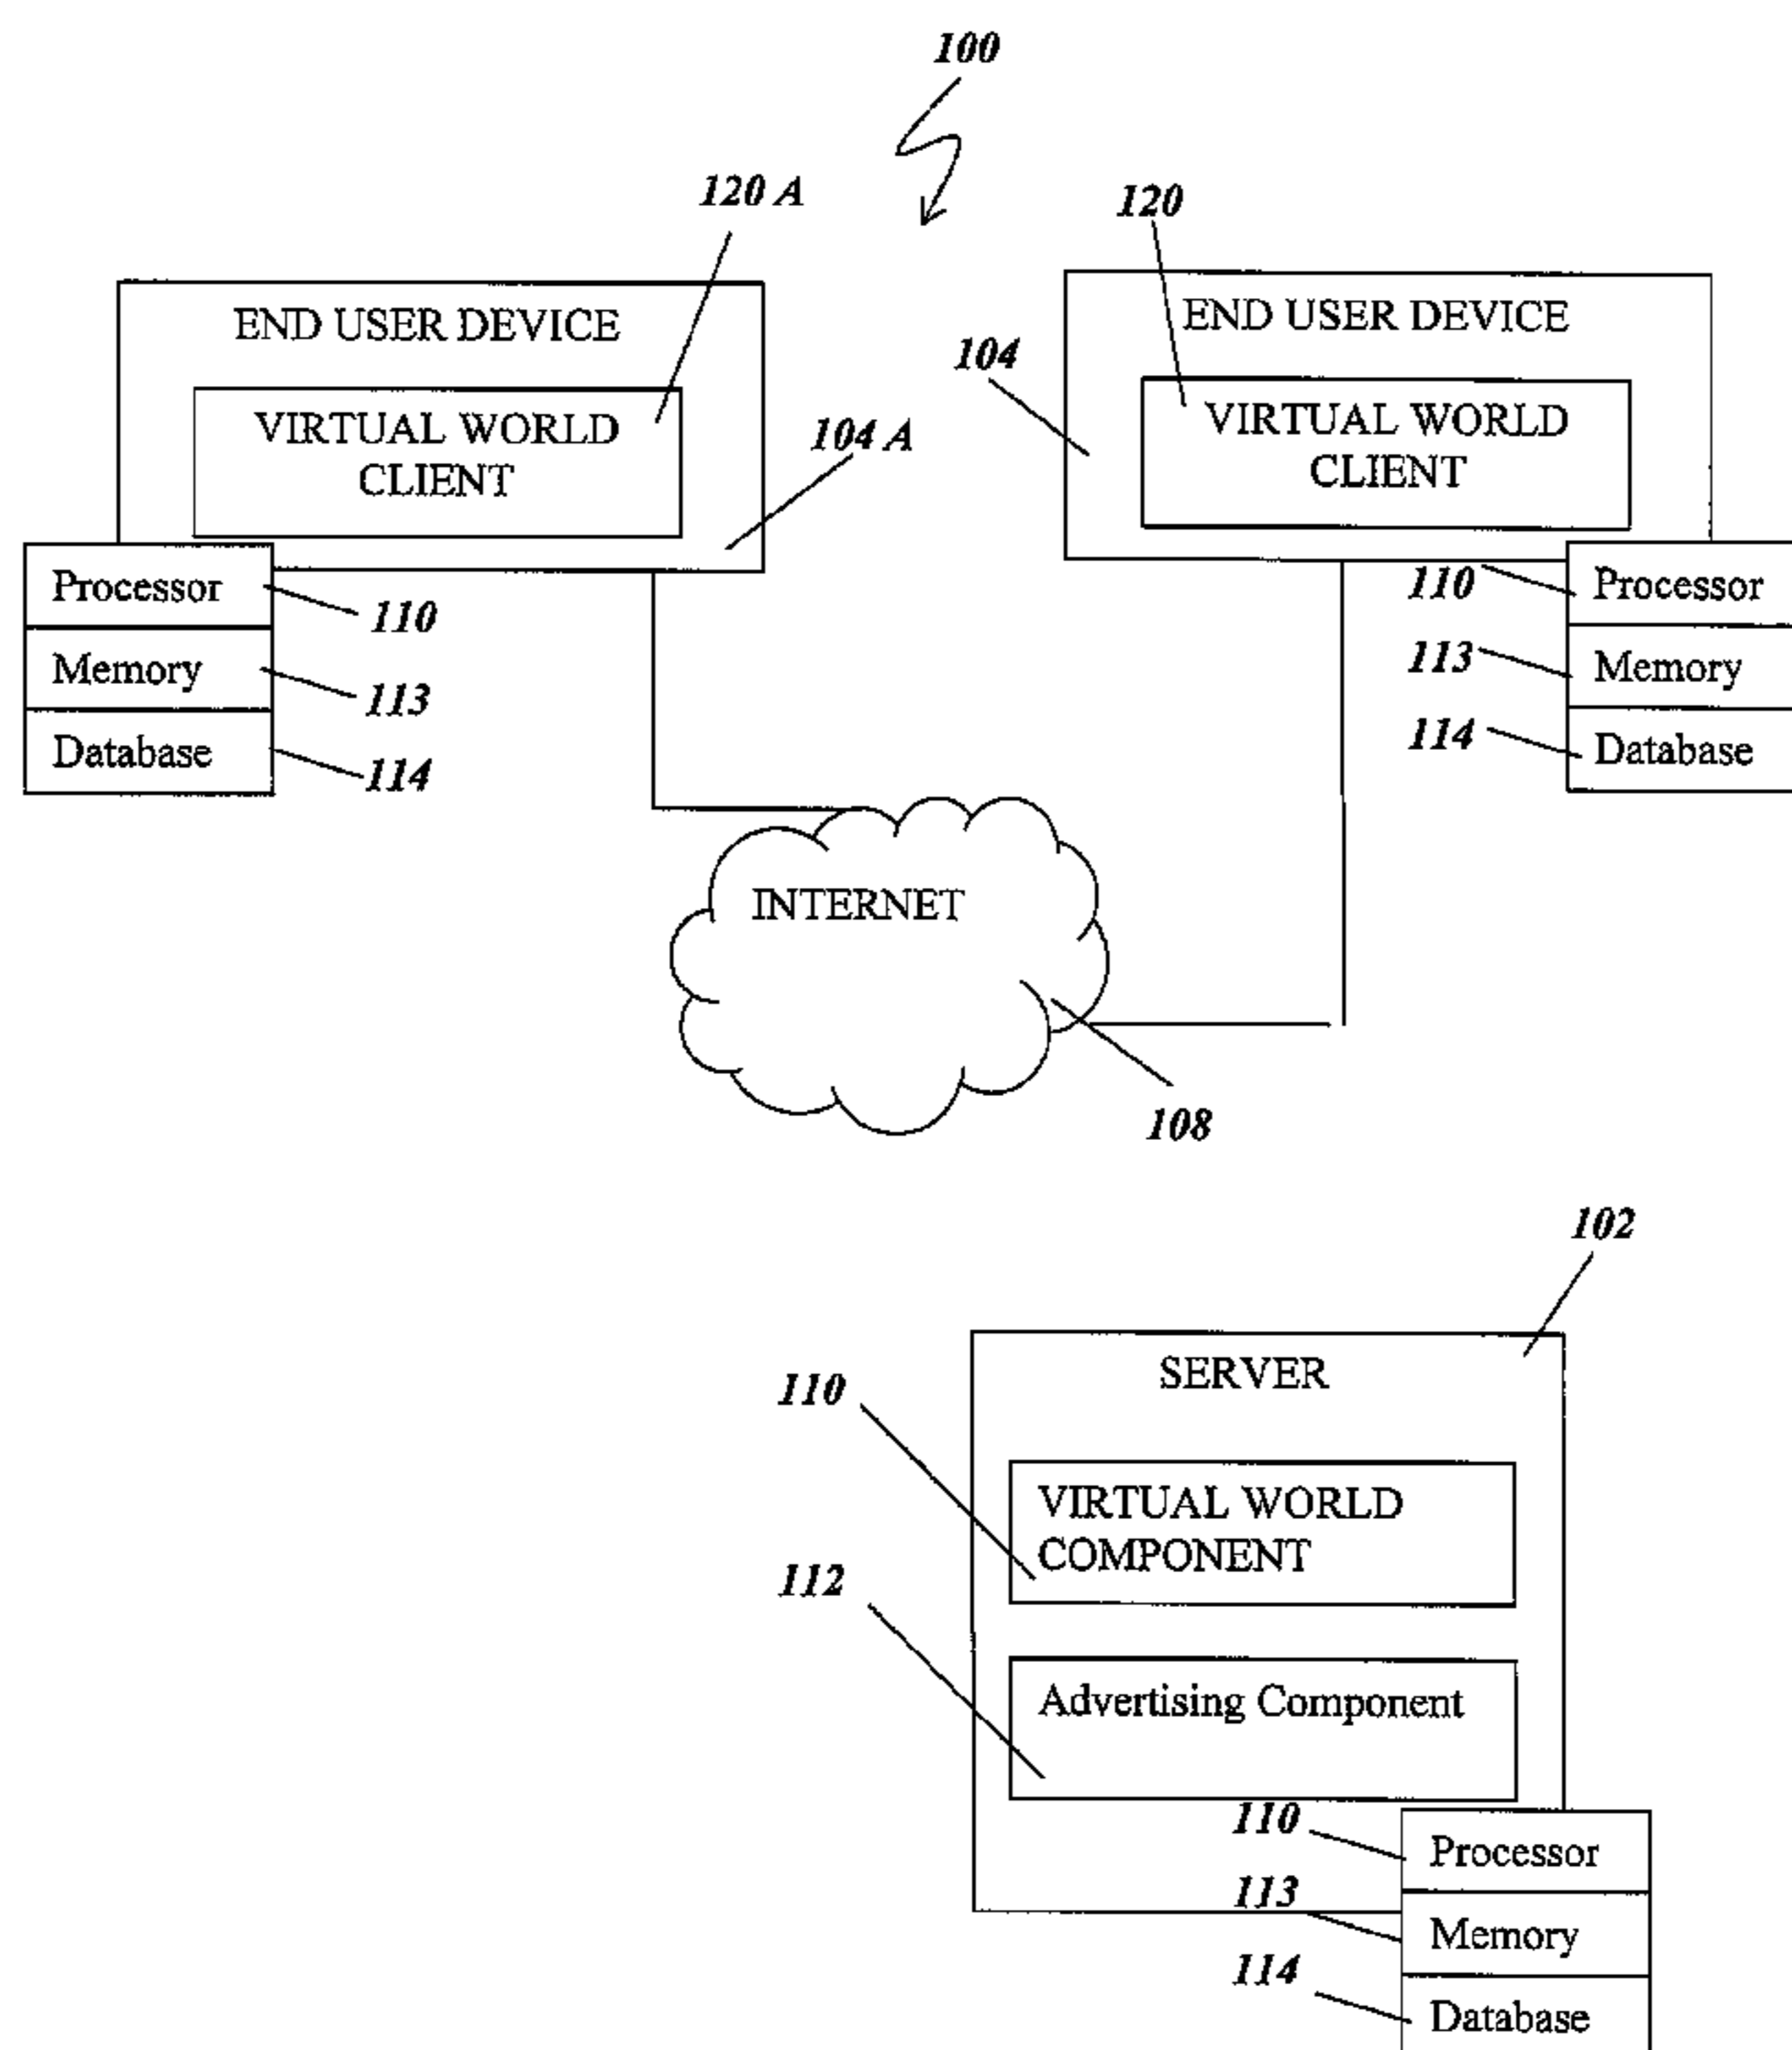 100
120 A
120
END USER DEVICE
VIRTUAL WORLD
CLIENT
104 A
Processor
110
Memory
113
Database
114
END USER DEVICE
104
VIRTUAL WORLD
CLIENT
110
Processor
113
Memory
114
Database
INTERNET
108
102
SERVER
110
VIRTUAL WORLD
COMPONENT
112
Advertising Component
110
Processor
113
Memory
114
Database